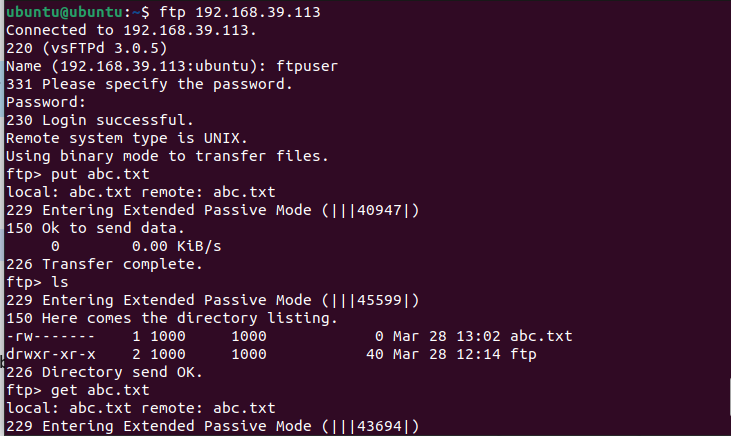 ubuntu@ubuntu:~$ ftp 192.168.39.113
Connected to 192.168.39.113.
220 (vsFTPd 3.0.5)
Name (192.168.39.113:ubuntu): ftpuser
331 Please specify the password.
Password:
230 Login successful.
Remote system type is UNIX.
Using binary mode to transfer files.
ftp> put abc.txt
local: abc.txt remote: abc.txt
229 Entering Extended Passive Mode (|||40947|)
150 Ok to send data.
     0        0.00 KiB/s
226 Transfer complete.
ftp> ls
229 Entering Extended Passive Mode (|||45599|)
150 Here comes the directory listing.
-rw-------    1 1000     1000            0 Mar 28 13:02 abc.txt
drwxr-xr-x    2 1000     1000           40 Mar 28 12:14 ftp
226 Directory send OK.
ftp> get abc.txt
local: abc.txt remote: abc.txt
229 Entering Extended Passive Mode (|||43694|)